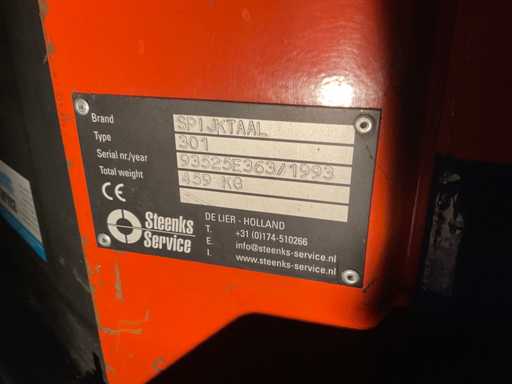 Brand SPIJKTAAL
Type 301
Serial nr./year 93525E363/1993
Total weight 459 KG
CE
Steenks Service
DE LIER - HOLLAND
T. +31 (0)174-510266
E. info@steenks-service.nl
I. www.steenks-service.nl